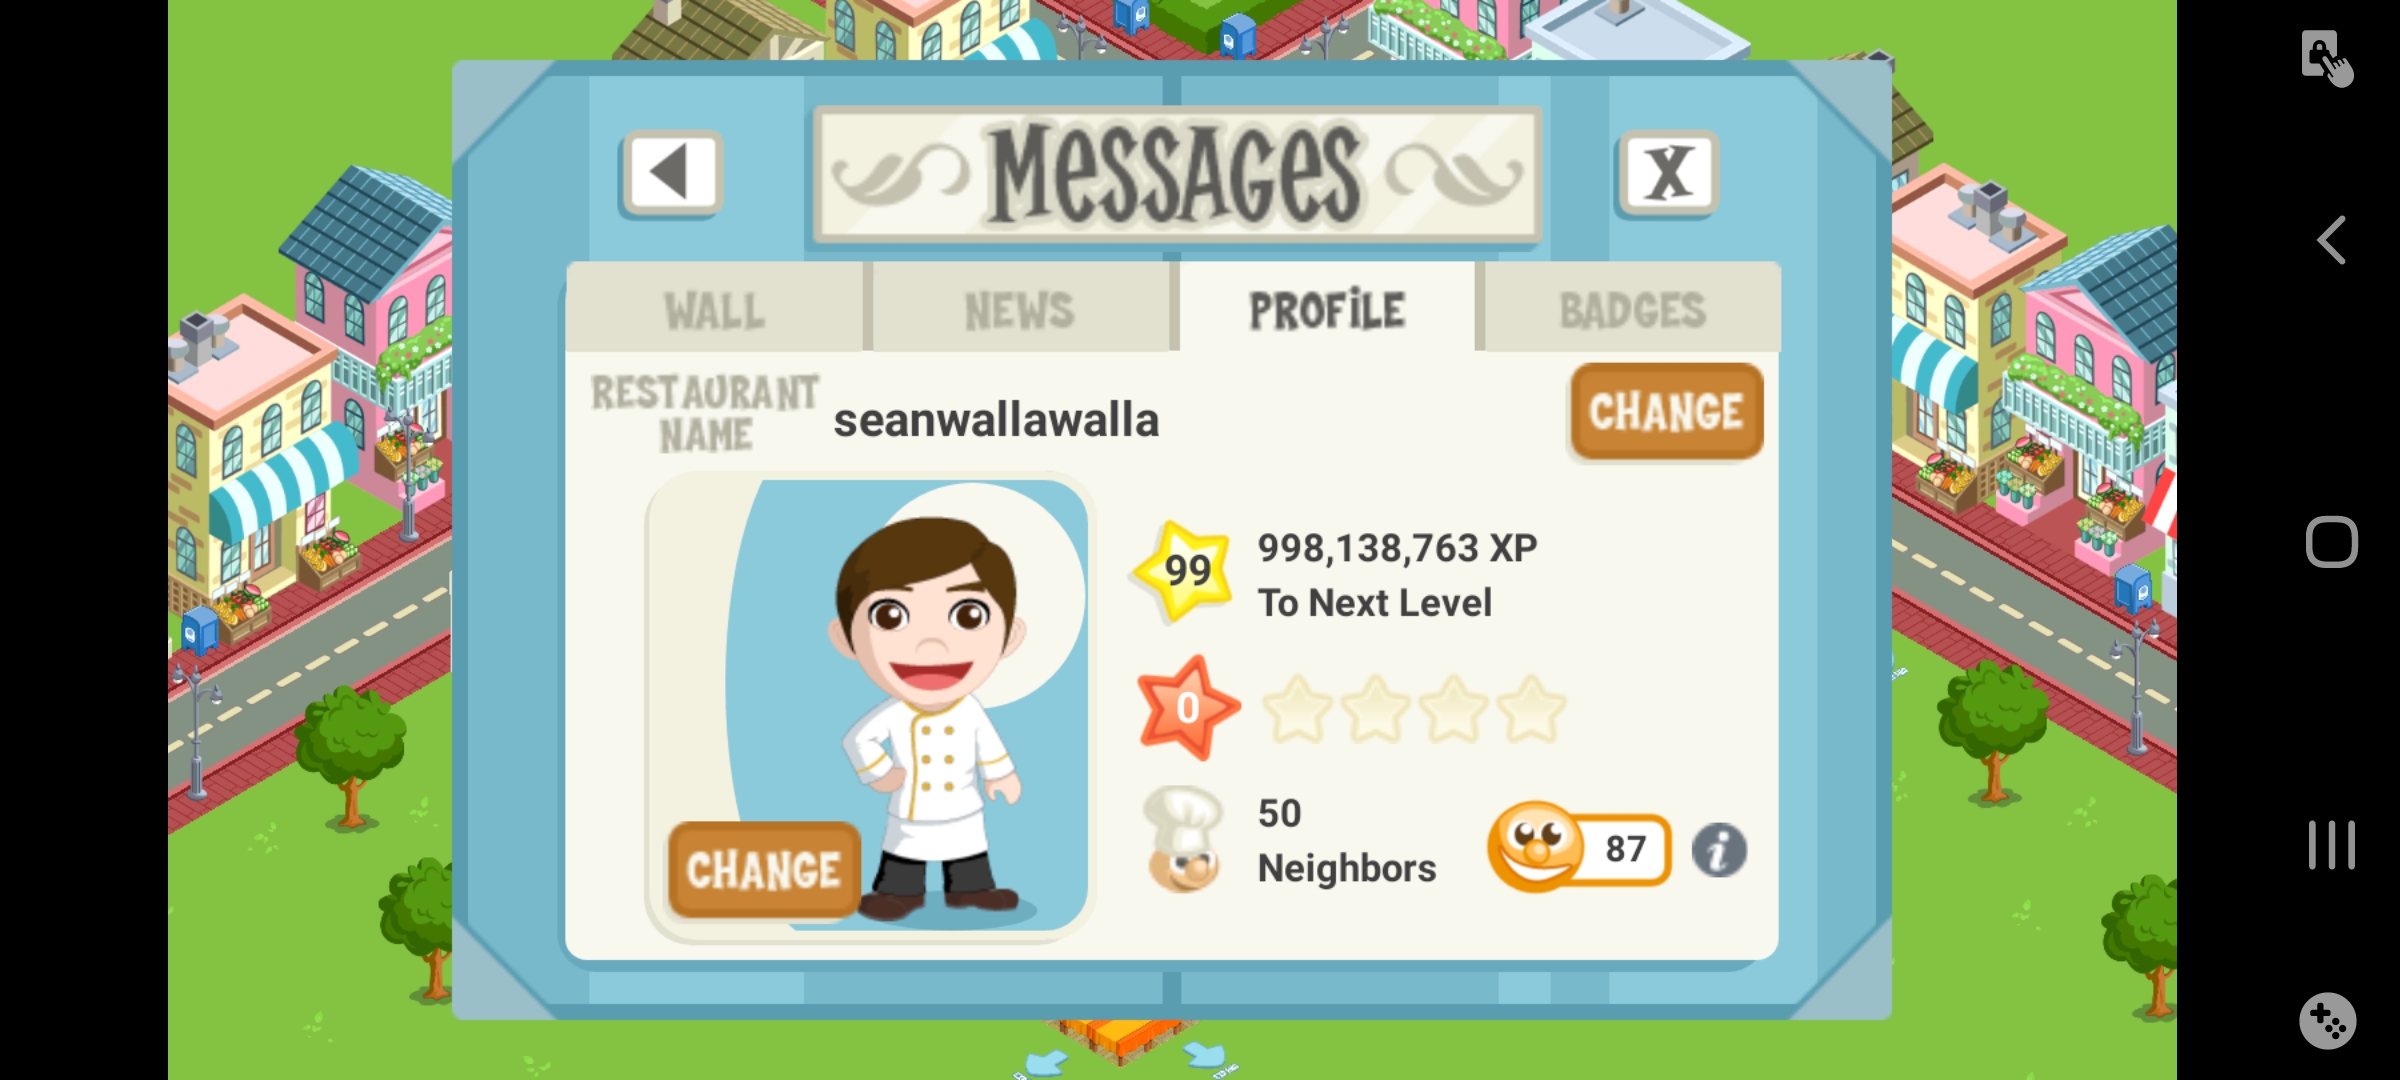 MESSAGES
X
WALL
NEWS
PROFILE
BADGES
RESTAURANT
NAME
seanwallawalla
CHANGE
99
998,138,763 XP
To Next Level
0
50
Neighbors
87
i
CHANGE